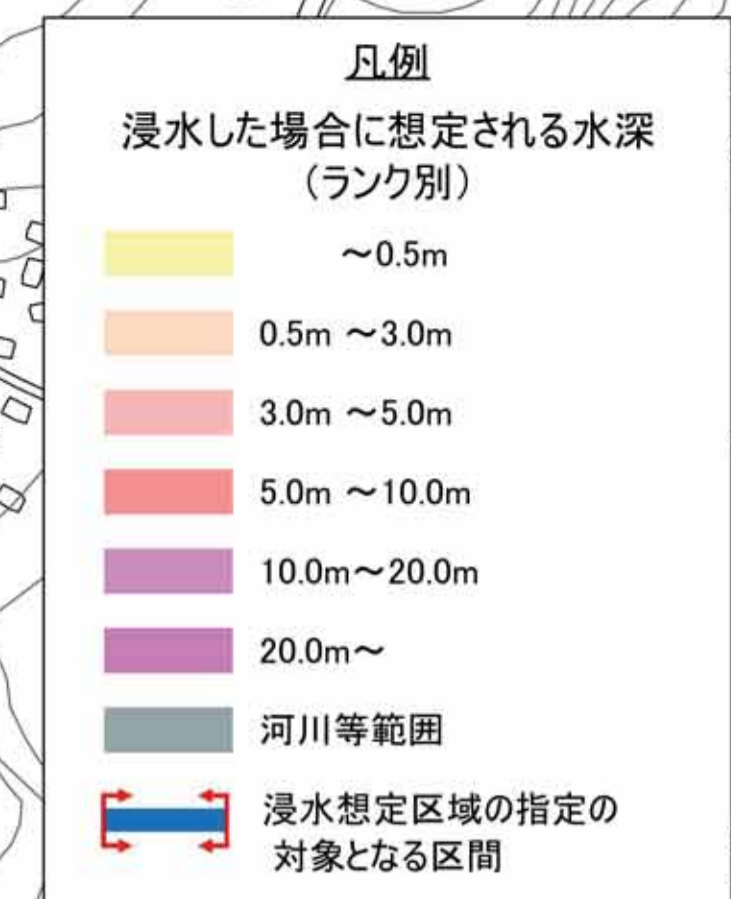 凡例
浸水した場合に想定される水深
（ランク別）
～0.5m
0.5m ～3.0m
3.0m ～5.0m
5.0m ～10.0m
10.0m～20.0m
20.0m～
河川等範囲
浸水想定区域の指定の
対象となる区間